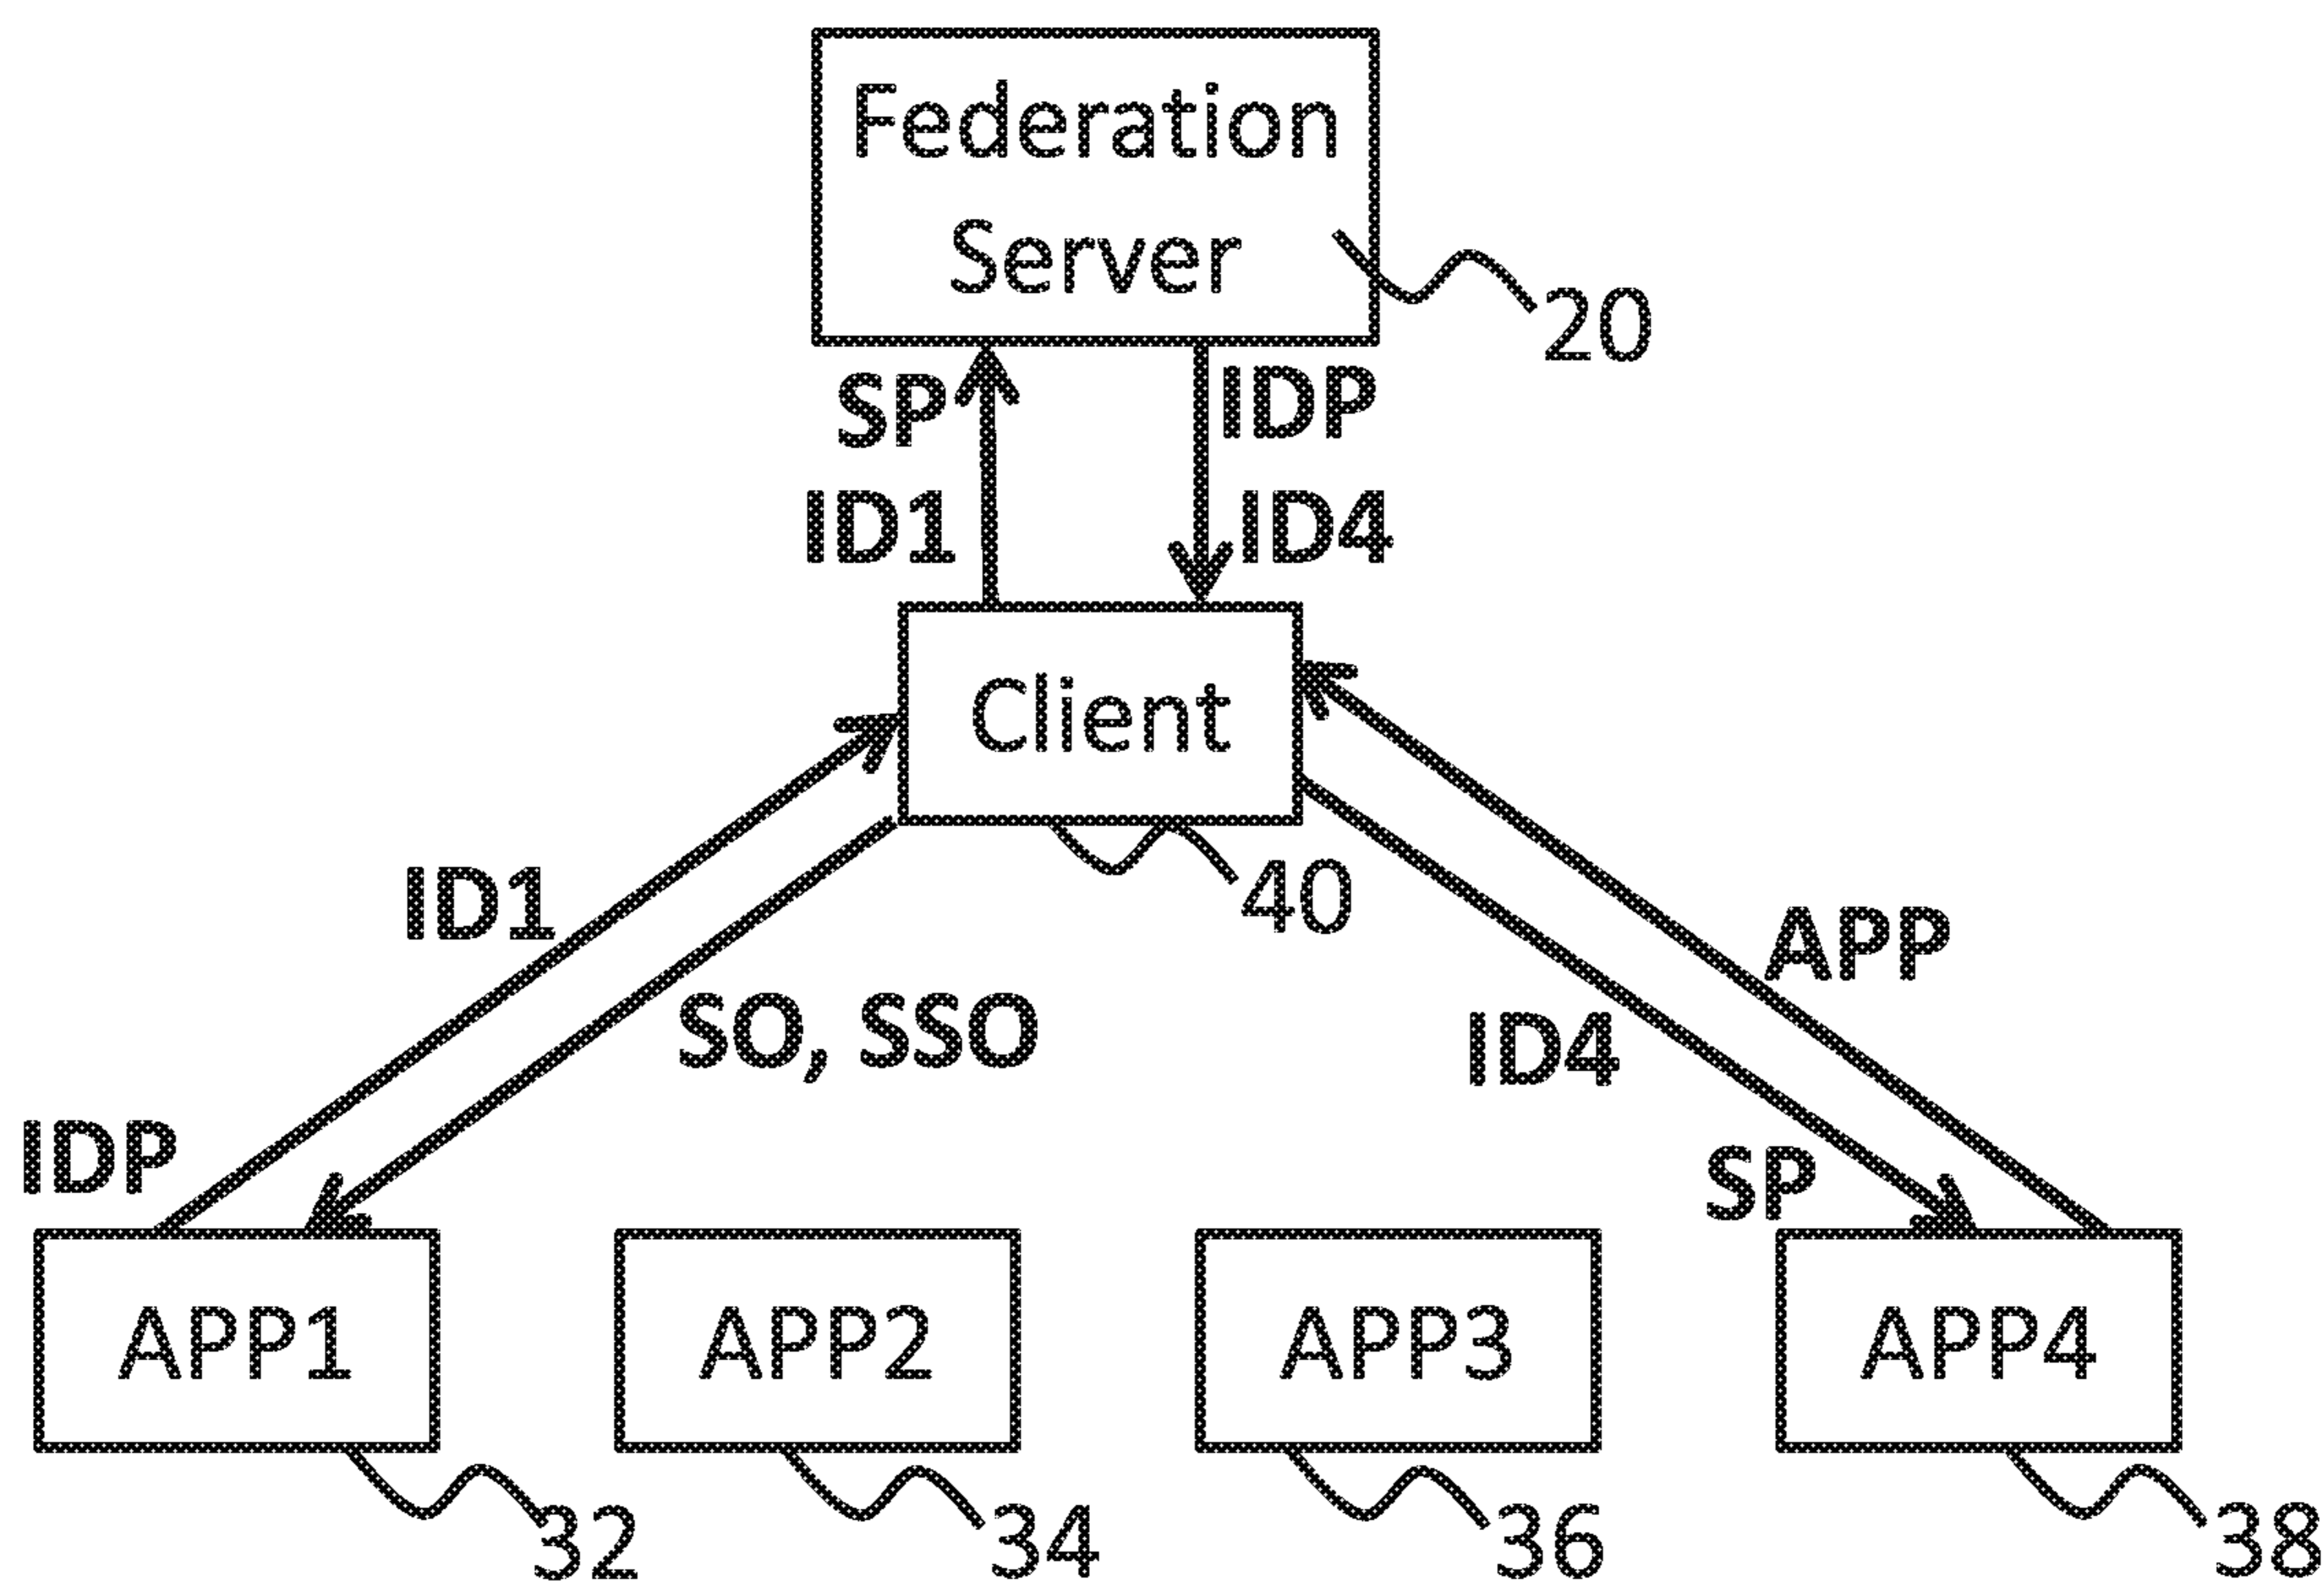 Federation
Server
20
SP
IDP
ID1
ID4
Client
40
ID1
APP
SO, SSO
ID4
IDP
SP
APP1
APP2
APP3
APP4
32
34
36
38